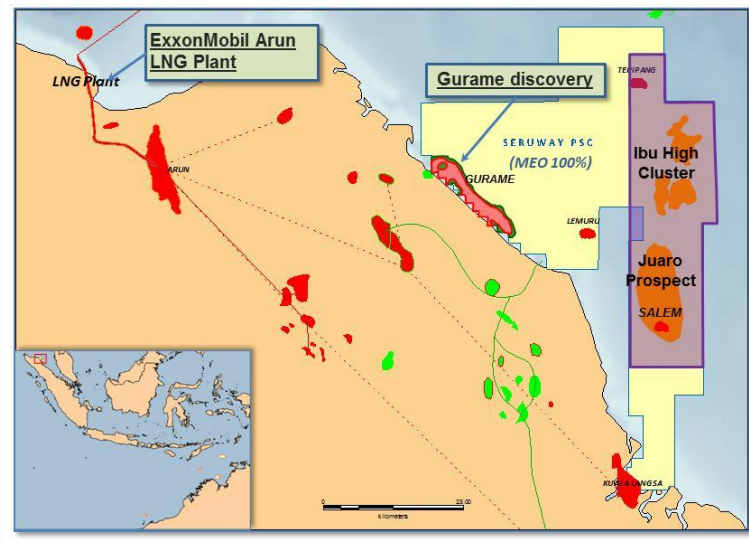 ExxonMobil Arun
LNG Plant
LNG Plant
Gurame discovery
TERIPANG
SERUWAY PSC
(MEO 100%)
Ibu High
Cluster
ARUN
GURAME
LEMURU
Juaro
Prospect
SALEM
KUALA LANGSA
0
25.00
kilometers